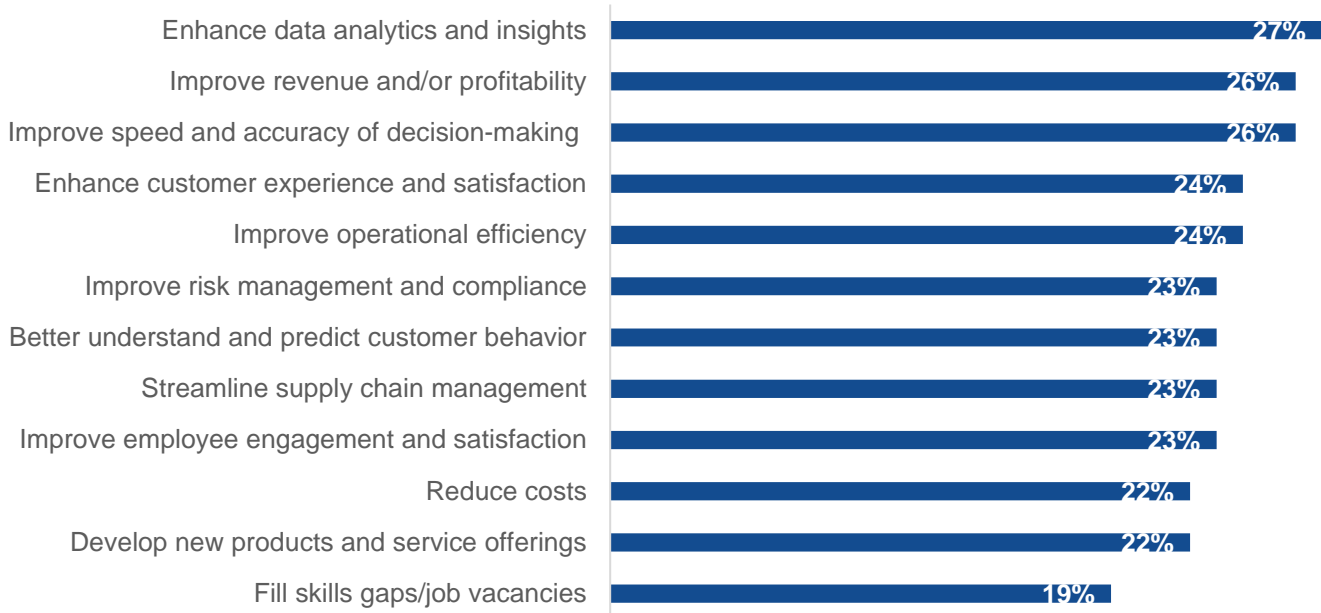 Enhance data analytics and insights 27%
Improve revenue and/or profitability 26%
Improve speed and accuracy of decision-making 26%
Enhance customer experience and satisfaction 24%
Improve operational efficiency 24%
Improve risk management and compliance 23%
Better understand and predict customer behavior 23%
Streamline supply chain management 23%
Improve employee engagement and satisfaction 23%
Reduce costs 22%
Develop new products and service offerings 22%
Fill skills gaps/job vacancies 19%